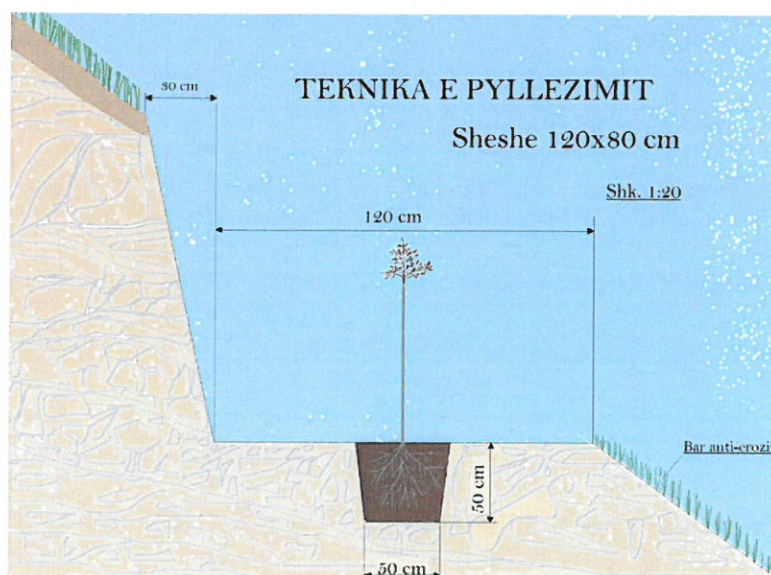 TEKNIKA E PYLLEZIMIT
Sheshe 120x80 cm
Shk. 1:20
30 cm
120 cm
Bar anti-erozi
50 cm
50 cm